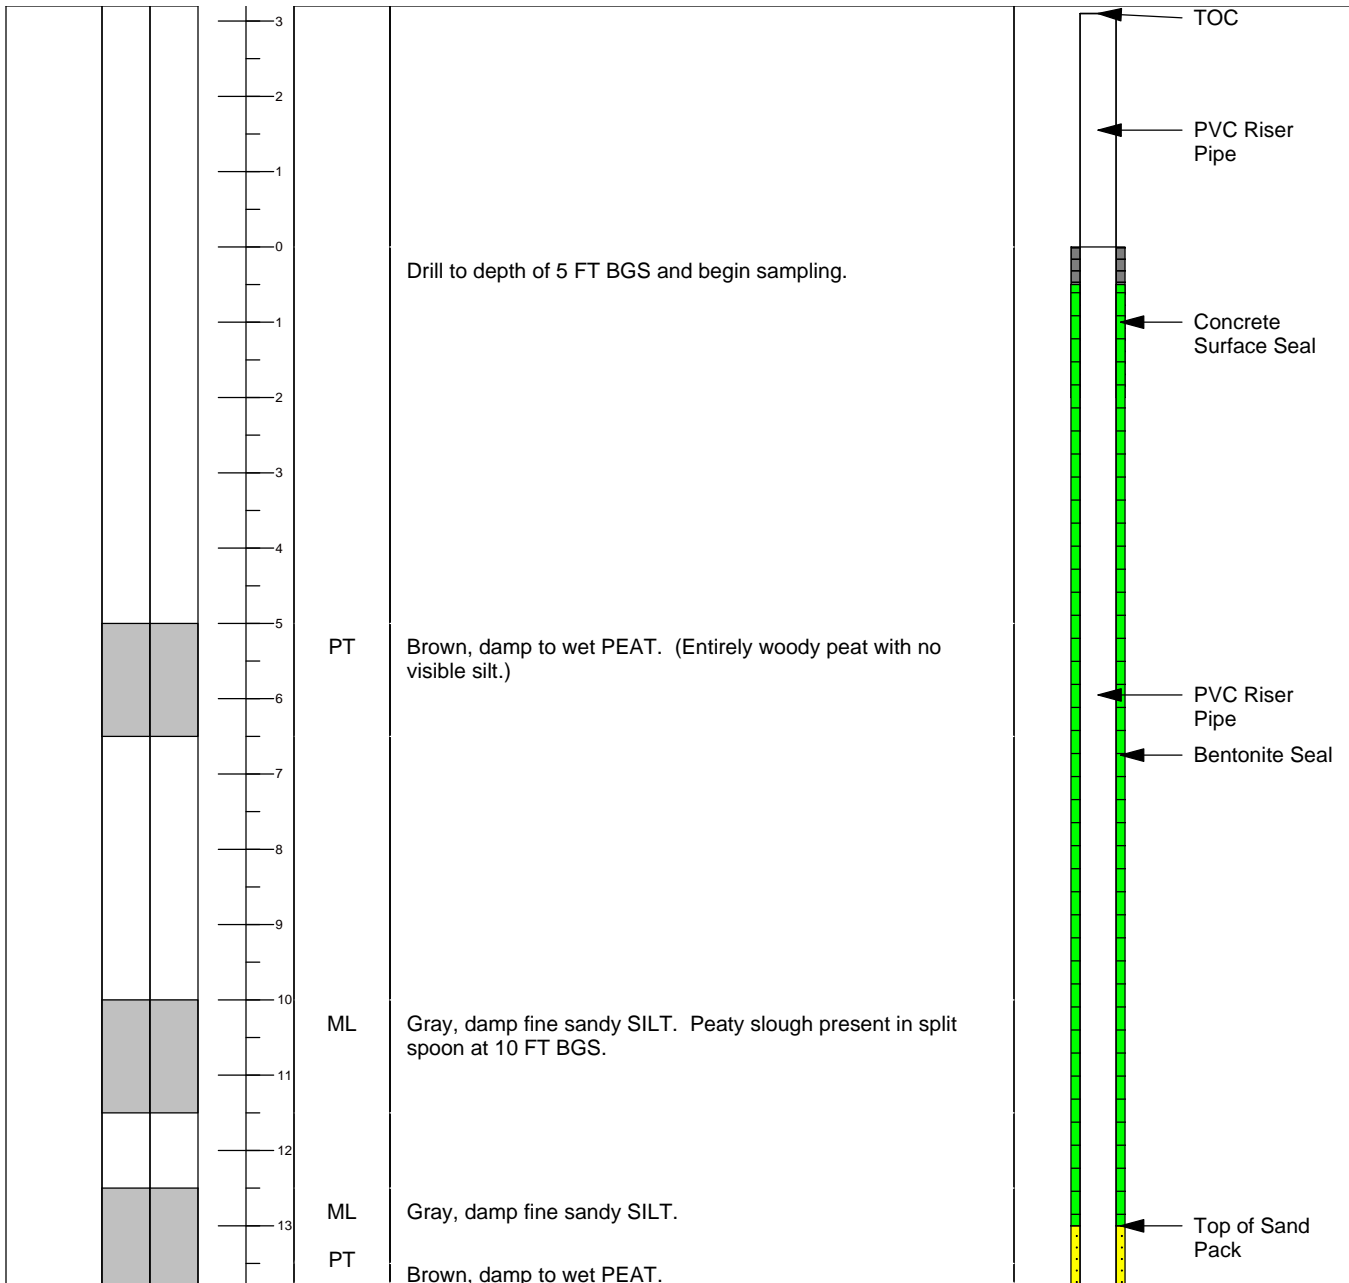 3
TOC
2
PVC Riser
Pipe
1
0
Drill to depth of 5 FT BGS and begin sampling.
1
Concrete
Surface Seal
2
3
4
5
PT
Brown, damp to wet PEAT. (Entirely woody peat with no
visible silt.)
6
PVC Riser
Pipe
Bentonite Seal
7
8
9
10
ML
Gray, damp fine sandy SILT. Peaty slough present in split
spoon at 10 FT BGS.
11
12
ML
Gray, damp fine sandy SILT.
13
Top of Sand
Pack
PT
Brown, damp to wet PEAT.